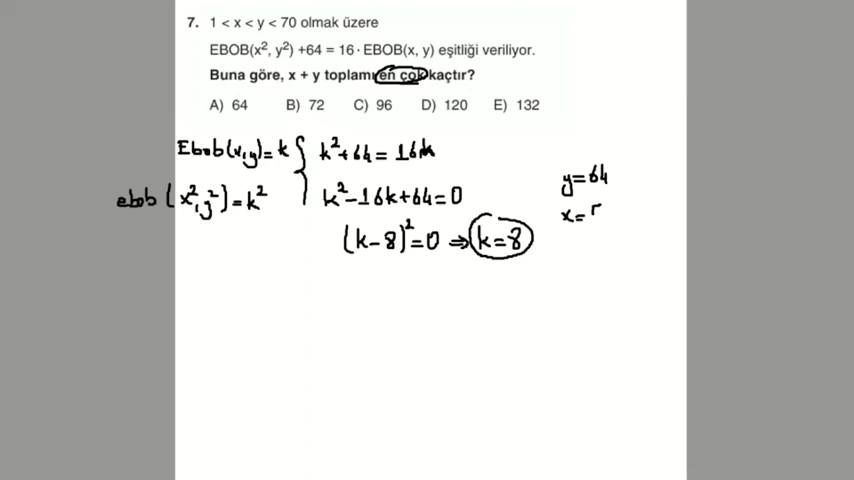 7. 1 < x < y < 70 olmak üzere
EBOB(x², y²) +64 = 16 · EBOB(x, y) eşitliği veriliyor.
Buna göre, x + y toplamı en çok kaçtır?
A) 64 B) 72 C) 96 D) 120 E) 132
Ebob(x,y)=k
ebob(x²,y²)=k²
k²+64=16k
k²-16k+64=0
(k-8)²=0 ⇒ k=8
y=64
x=